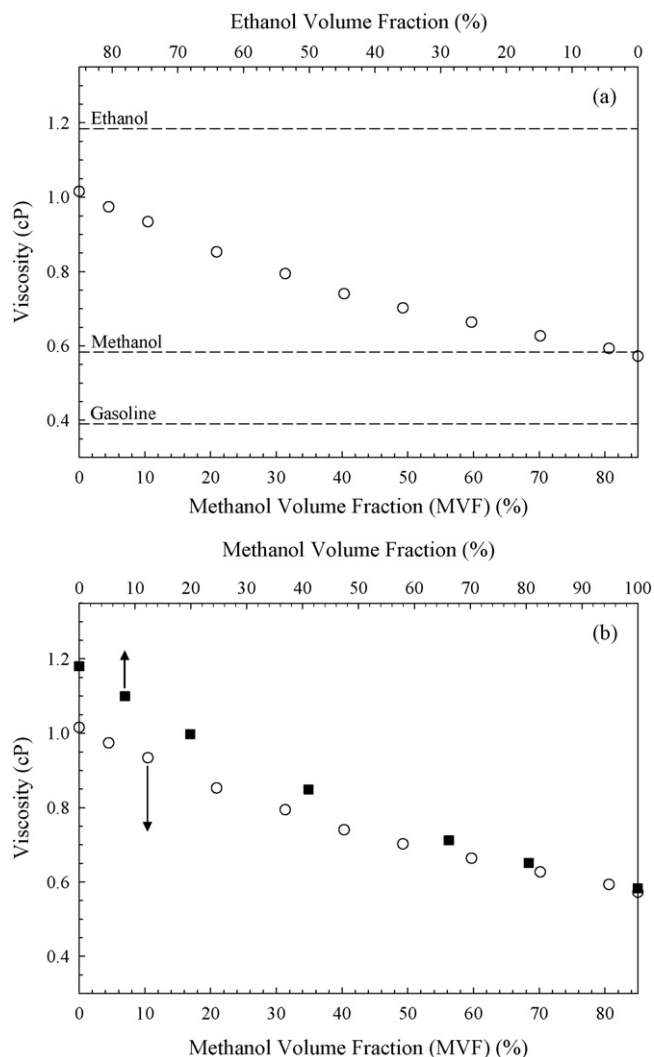 Ethanol Volume Fraction (%)
80 70 60 50 40 30 20 10 0
(a)
Ethanol
1.2
1.0
Viscosity (cP)
0.8
Methanol
0.6
Gasoline
0.4
0 10 20 30 40 50 60 70 80
Methanol Volume Fraction (MVF) (%)
Methanol Volume Fraction (%)
0 10 20 30 40 50 60 70 80 90 100
(b)
1.2
1.0
Viscosity (cP)
0.8
0.6
0.4
0 10 20 30 40 50 60 70 80
Methanol Volume Fraction (MVF) (%)